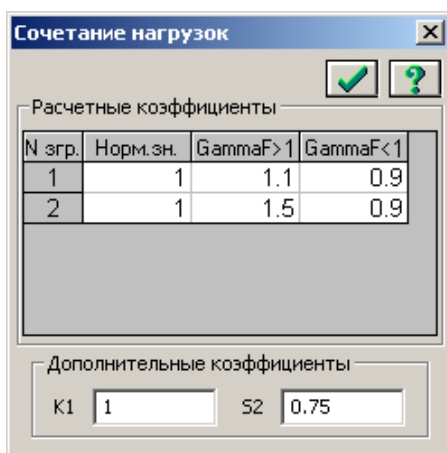 Сочетание нагрузок
Расчетные коэффициенты
N згр. Норм.зн. GammaF>1 GammaF<1
1 1 1.1 0.9
2 1 1.5 0.9
Дополнительные коэффициенты
K1 1 S2 0.75